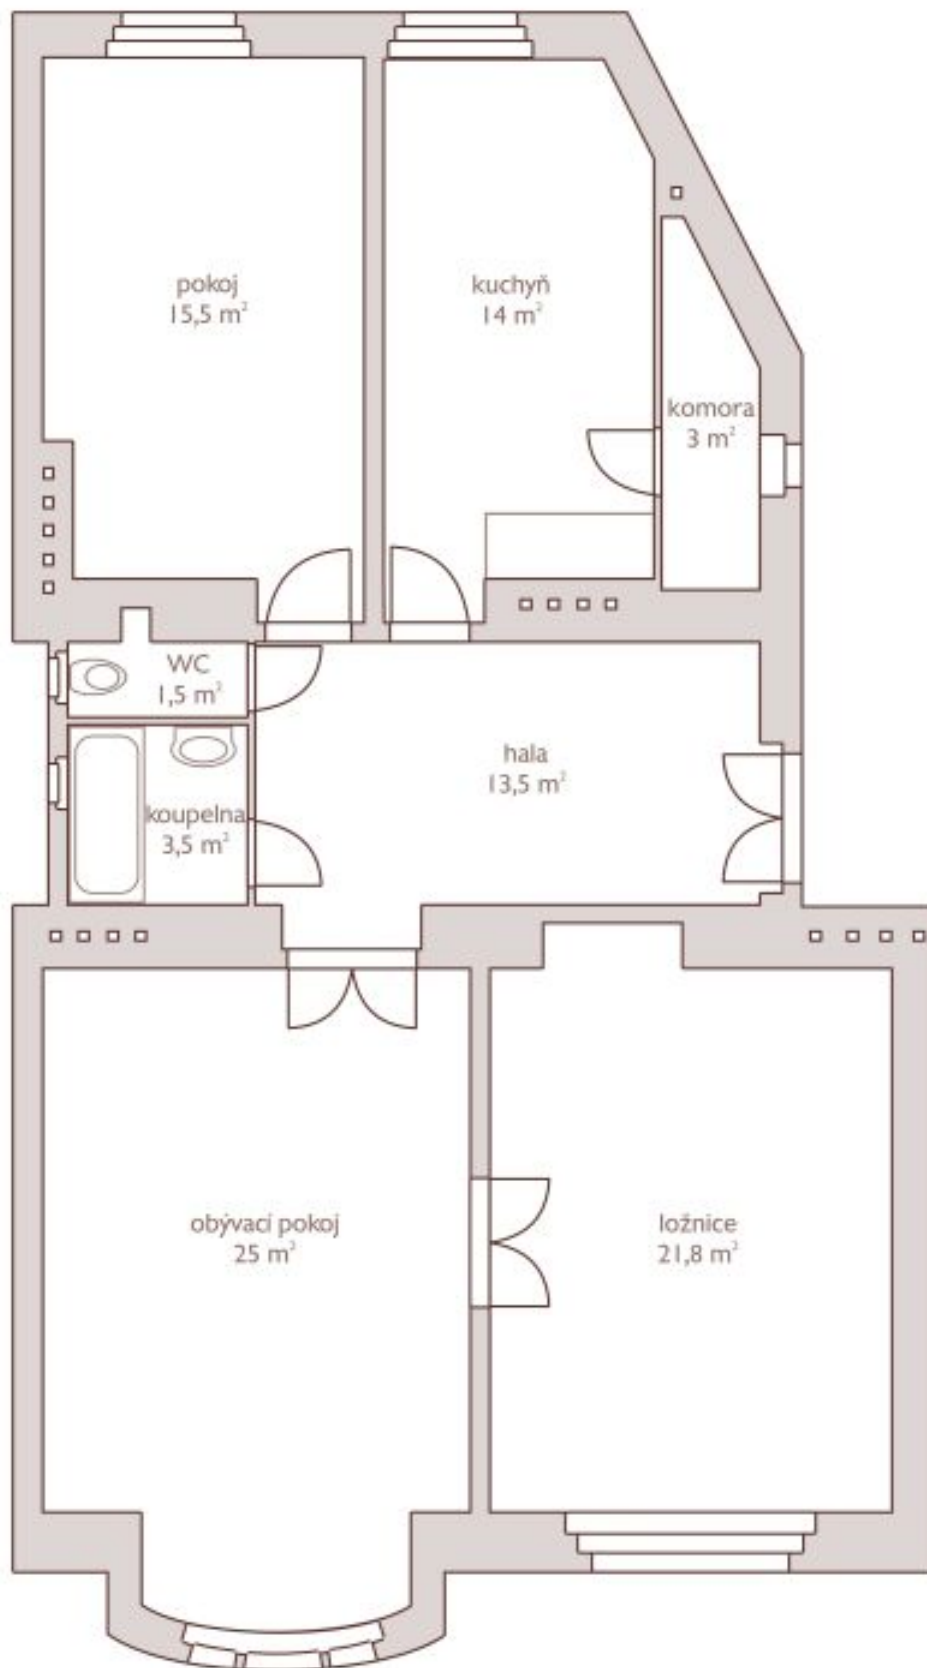 pokoj
15,5 m²
kuchyň
14 m²
komora
3 m²
WC
1,5 m²
hala
13,5 m²
koupelna
3,5 m²
obývací pokoj
25 m²
ložnice
21,8 m²